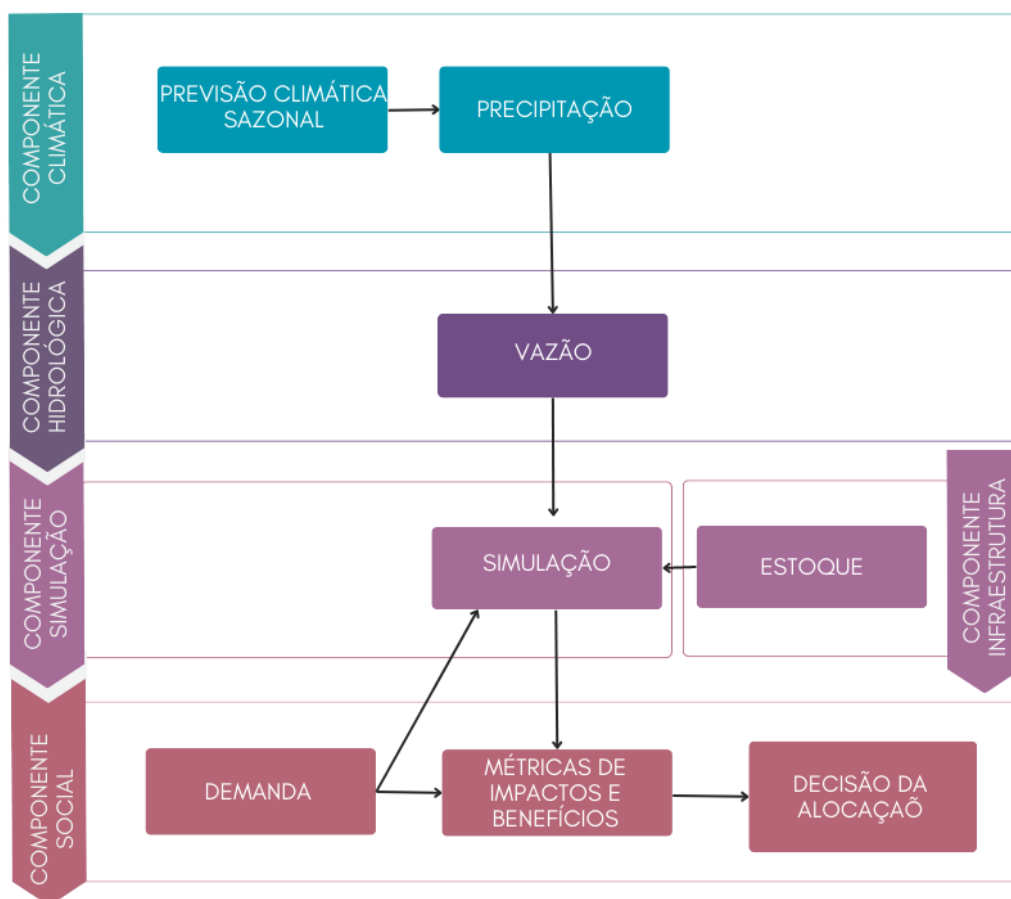 COMPONENTE
CLIMÁTICA
PREVISÃO CLIMÁTICA
SAZONAL
PRECIPITAÇÃO
COMPONENTE
HIDROLÓGICA
VAZÃO
COMPONENTE
SIMULAÇÃO
SIMULAÇÃO
ESTOQUE
COMPONENTE
INFRAESTRUTURA
COMPONENTE
SOCIAL
DEMANDA
MÉTRICAS DE
IMPACTOS E
BENEFÍCIOS
DECISÃO DA
ALOCAÇAÕ